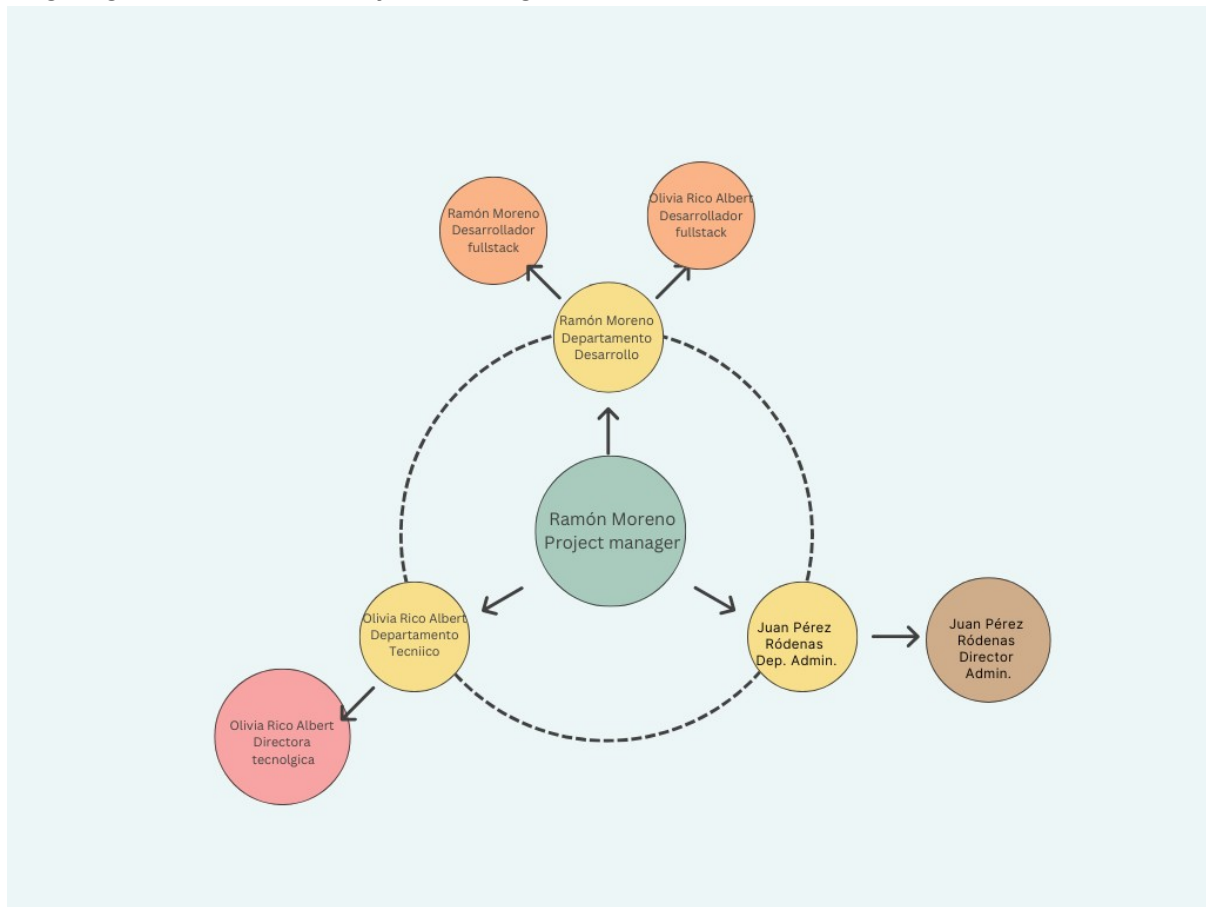 Ramón Moreno
Desarrollador
fullstack
Olivia Rico Albert
Desarrollador
fullstack
Ramón Moreno
Departamento
Desarrollo
Ramón Moreno
Project manager
Olivia Rico Albert
Departamento
Tecniico
Juan Pérez
Ródenas
Dep. Admin.
Juan Pérez
Ródenas
Director
Admin.
Olivia Rico Albert
Directora
tecnolgica